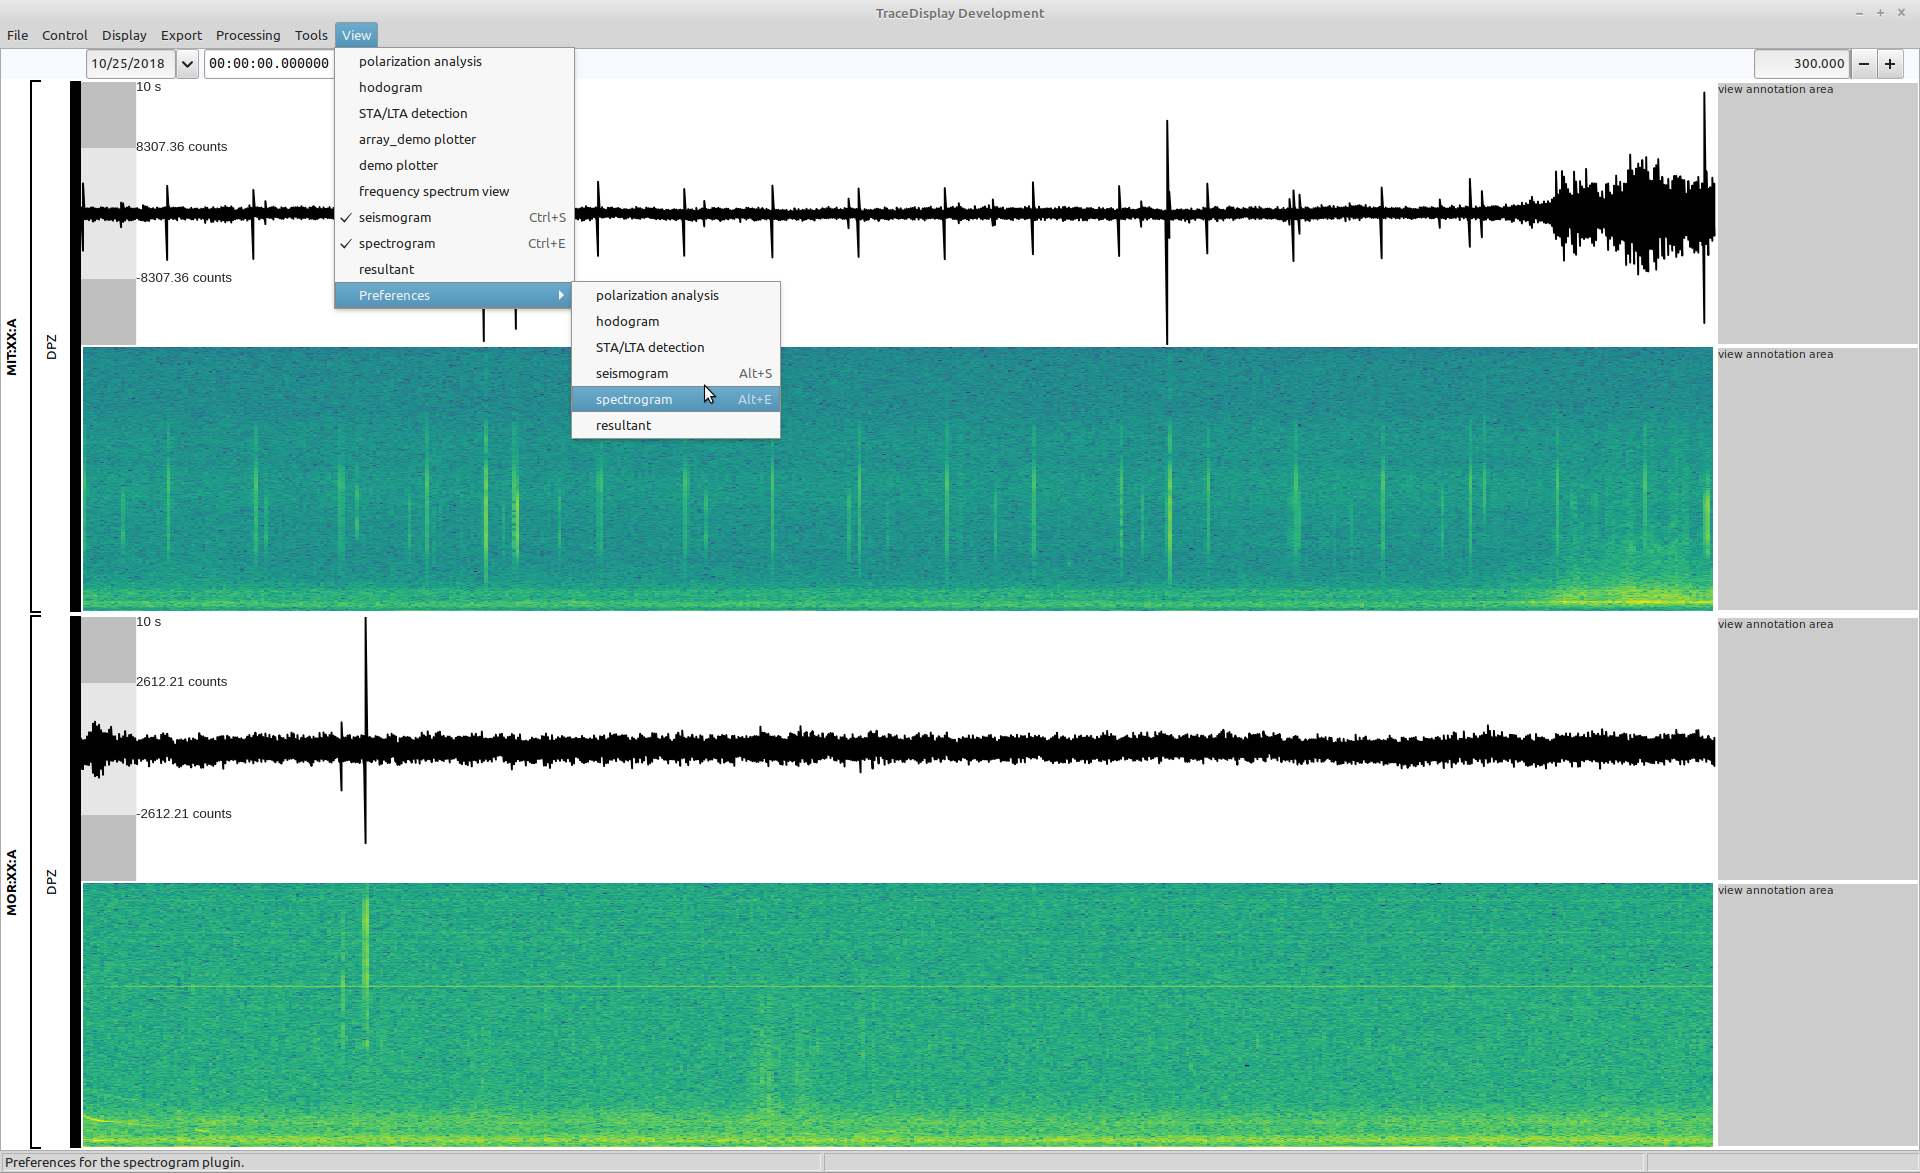 TraceDisplay Development
File Control Display Export Processing Tools View
10/25/2018 00:00:00.000000 300.000
polarization analysis
hodogram
STA/LTA detection
array_demo plotter
demo plotter
frequency spectrum view
seismogram Ctrl+S
spectrogram Ctrl+E
resultant
Preferences
polarization analysis
hodogram
STA/LTA detection
seismogram Alt+S
spectrogram Alt+E
resultant
MIT:XX:A
DPZ
10 s
8307.36 counts
-8307.36 counts
view annotation area
view annotation area
MOR:XX:A
DPZ
10 s
2612.21 counts
-2612.21 counts
view annotation area
view annotation area
Preferences for the spectrogram plugin.